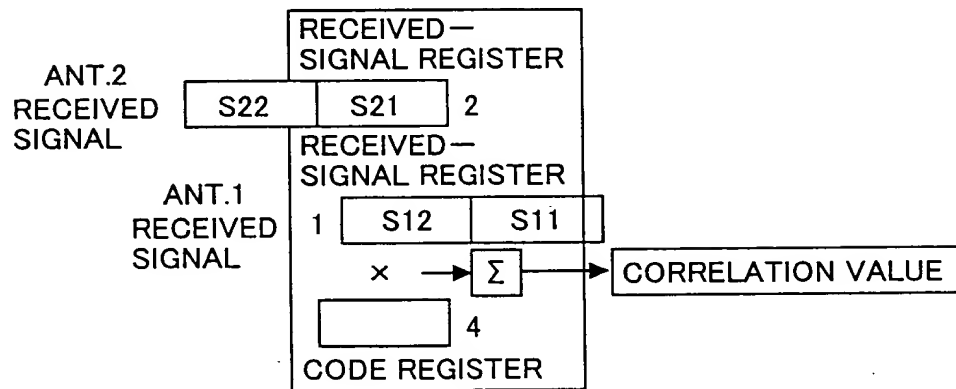 RECEIVED—
SIGNAL REGISTER
ANT.2
RECEIVED
SIGNAL
S22 S21 2
RECEIVED—
SIGNAL REGISTER
ANT.1
RECEIVED
SIGNAL
1 S12 S11
× Σ CORRELATION VALUE
4
CODE REGISTER